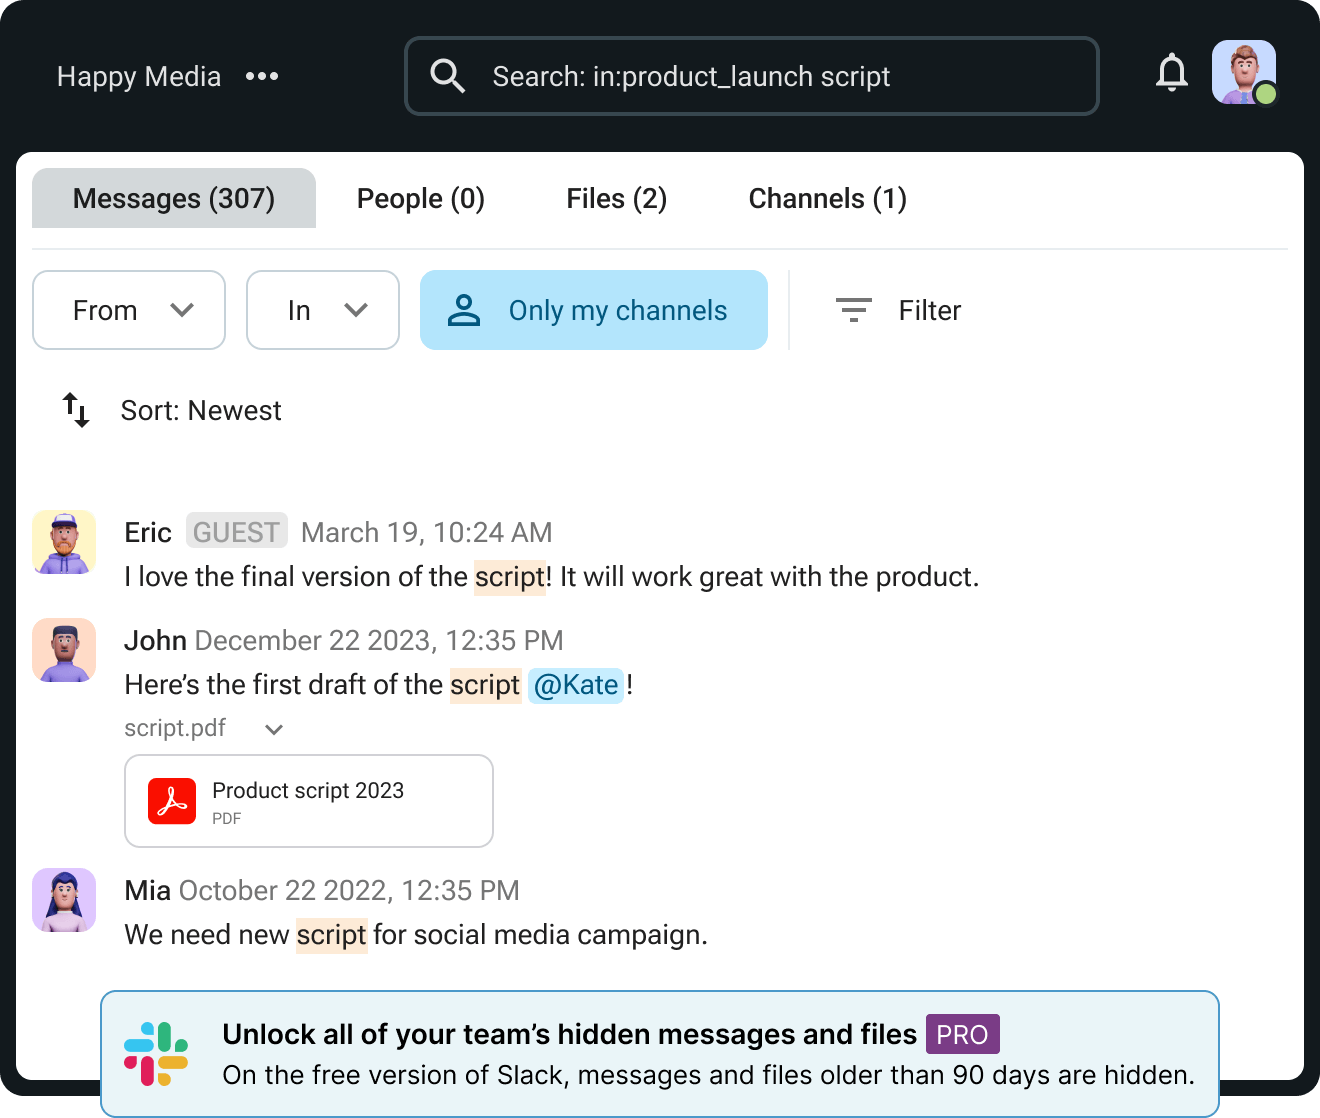 Happy Media
Search: in:product_launch script
Messages (307) People (0) Files (2) Channels (1)
From In Only my channels Filter
Sort: Newest
Eric GUEST March 19, 10:24 AM
I love the final version of the script! It will work great with the product.
John December 22 2023, 12:35 PM
Here’s the first draft of the script @Kate !
script.pdf
Product script 2023
PDF
Mia October 22 2022, 12:35 PM
We need new script for social media campaign.
Unlock all of your team’s hidden messages and files PRO
On the free version of Slack, messages and files older than 90 days are hidden.